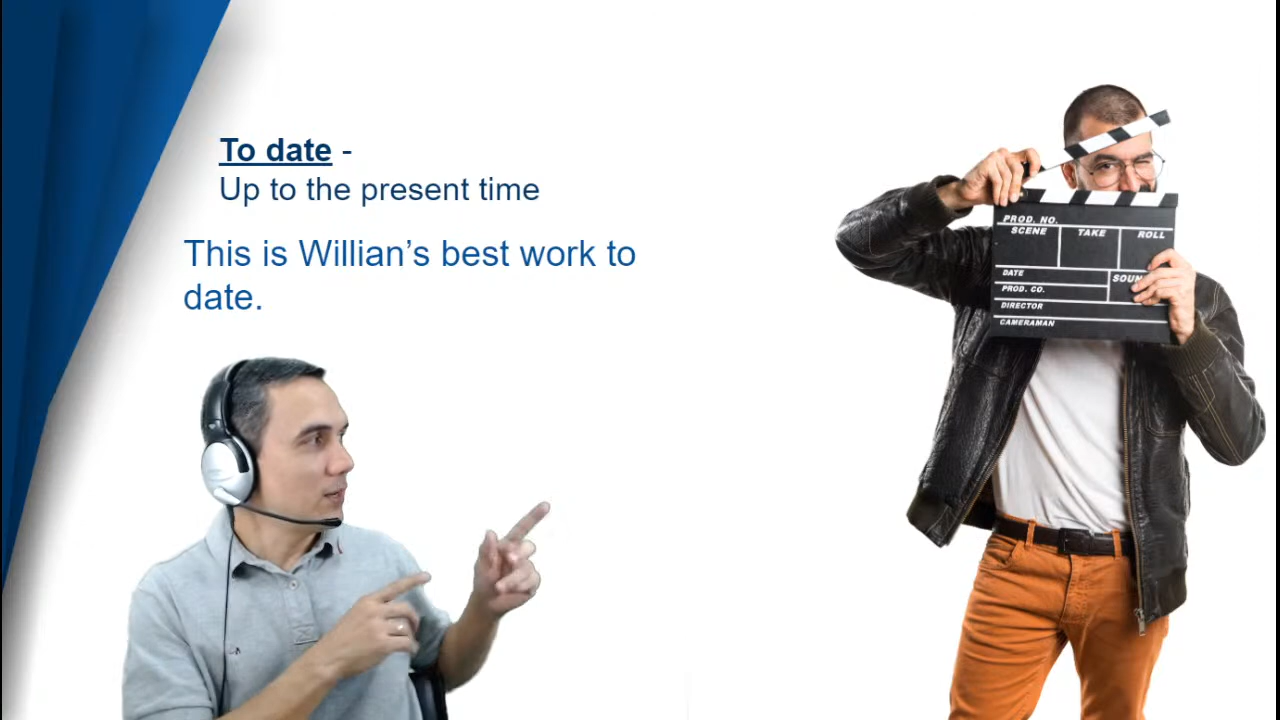 To date -
Up to the present time
This is Willian's best work to
date.
PROD. NO.
SCENE TAKE ROLL
DATE
PROD. CO.
DIRECTOR
CAMERAMAN